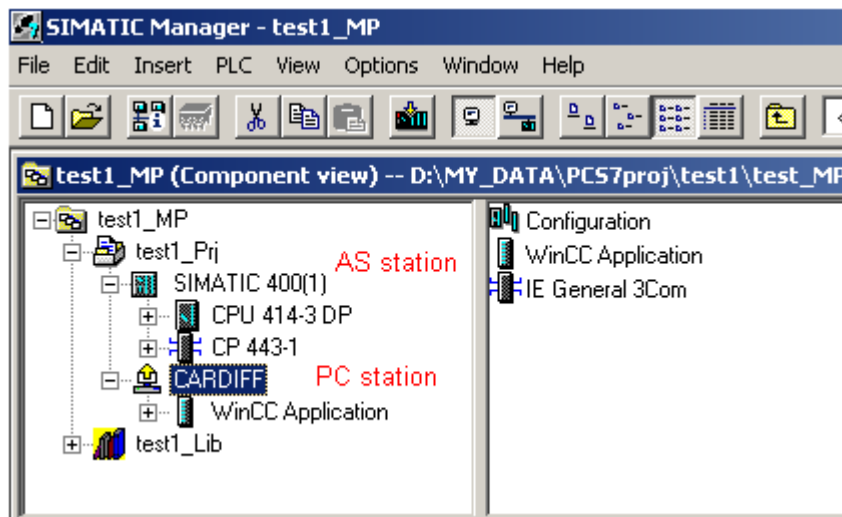 SIMATIC Manager - test1_MP
File Edit Insert PLC View Options Window Help
test1_MP (Component view) -- D:\MY_DATA\PCS7proj\test1\test_MP
test1_MP
test1_Prj
AS station
SIMATIC 400(1)
CPU 414-3 DP
CP 443-1
CARDIFF
PC station
WinCC Application
test1_Lib
Configuration
WinCC Application
IE General 3Com